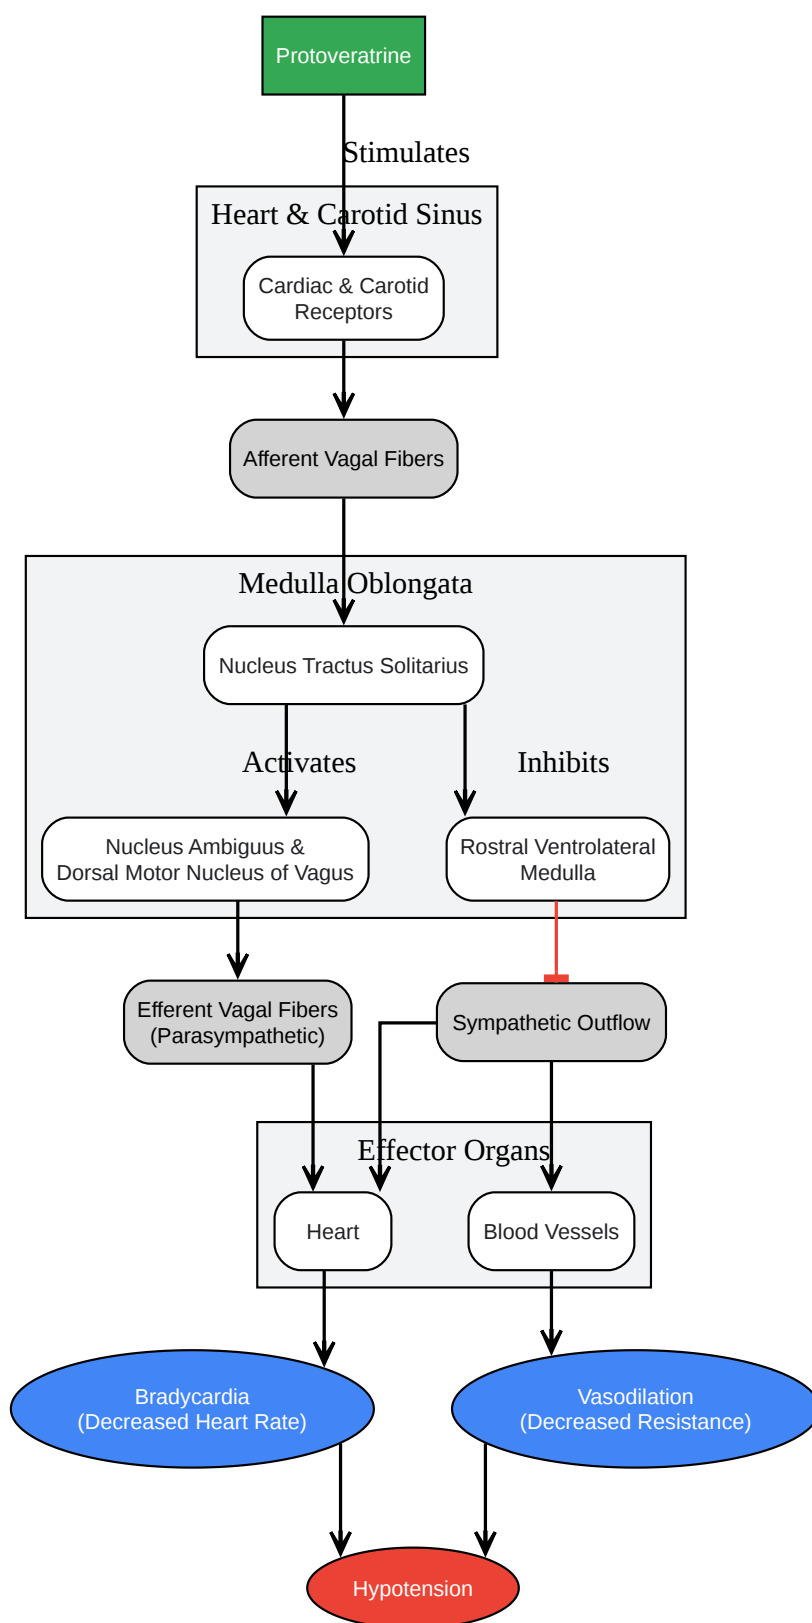 Protoveratrine
Stimulates
Heart & Carotid Sinus
Cardiac & Carotid
Receptors
Afferent Vagal Fibers
Medulla Oblongata
Nucleus Tractus Solitarius
Activates
Inhibits
Nucleus Ambiguus &
Dorsal Motor Nucleus of Vagus
Rostral Ventrolateral
Medulla
Efferent Vagal Fibers
(Parasympathetic)
Sympathetic Outflow
Effector Organs
Heart
Blood Vessels
Bradycardia
(Decreased Heart Rate)
Vasodilation
(Decreased Resistance)
Hypotension